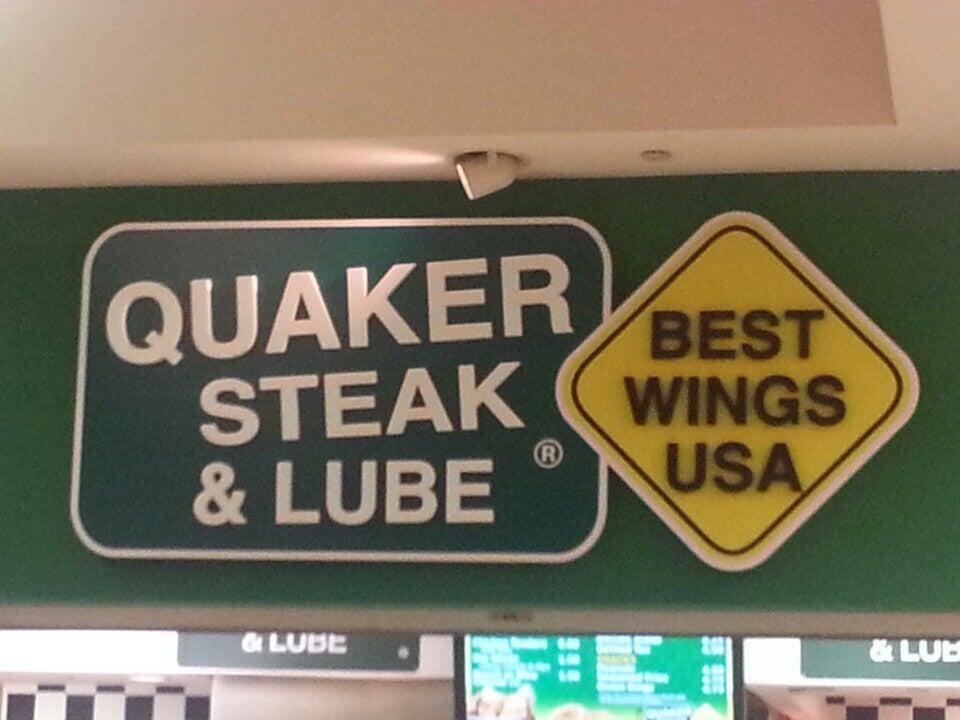 QUAKER
STEAK
& LUBE
®
BEST
WINGS
USA
& LUBE
& LUB